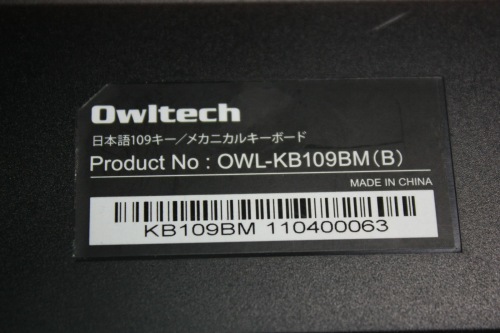 Owltech
日本語109キー／メカニカルキーボード
Product No : OWL-KB109BM(B)
MADE IN CHINA
KB109BM 110400063